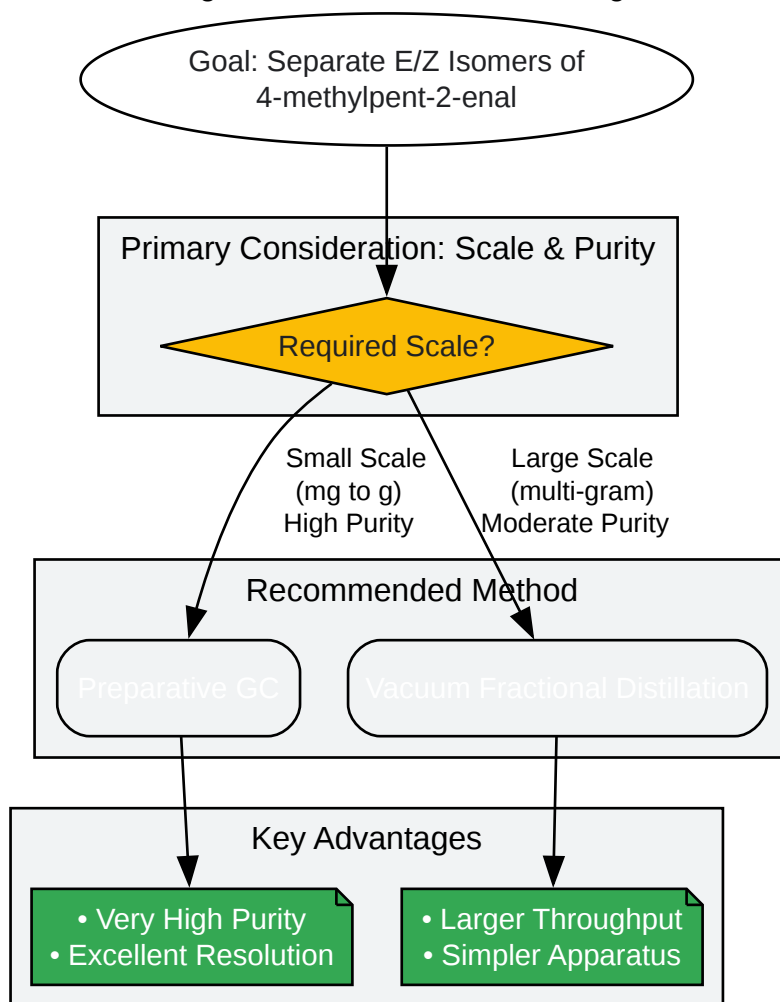 Goal: Separate E/Z Isomers of
4-methylpent-2-enal
Primary Consideration: Scale & Purity
Required Scale?
Small Scale
(mg to g)
High Purity
Large Scale
(multi-gram)
Moderate Purity
Recommended Method
Preparative GC
Vacuum Fractional Distillation
Key Advantages
• Very High Purity
• Excellent Resolution
• Larger Throughput
• Simpler Apparatus